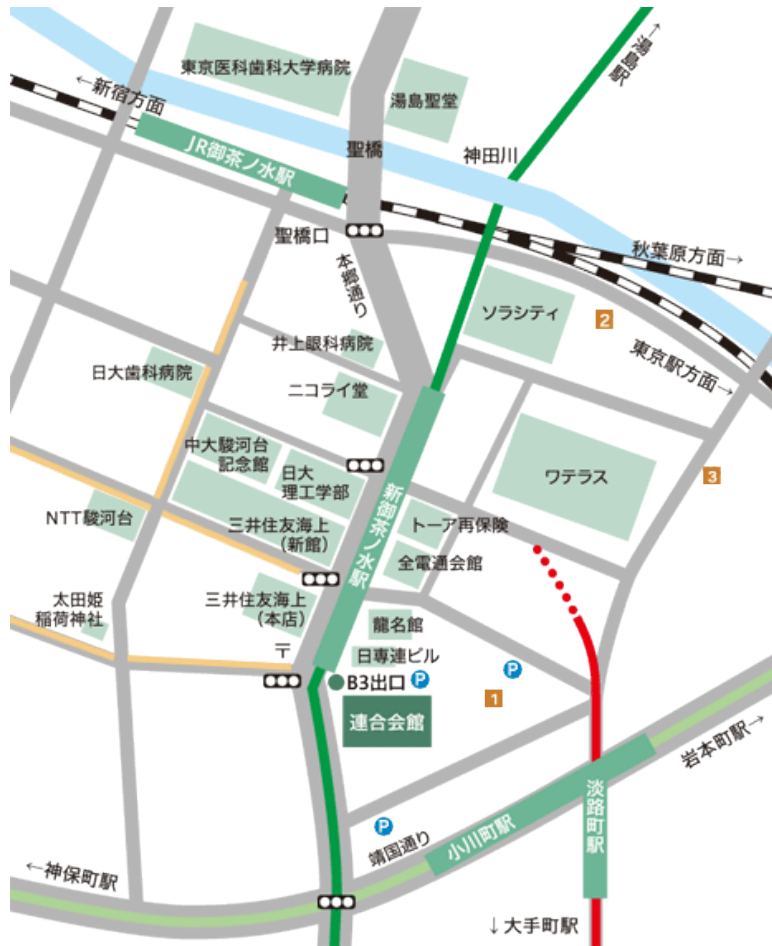 東京医科歯科大学病院
湯島聖堂
→湯島駅
←新宿方面
JR御茶ノ水駅
聖橋
神田川
聖橋口
本郷通り
秋葉原方面→
ソラシティ
2
井上眼科病院
東京駅方面→
日大歯科病院
ニコライ堂
中大駿河台
記念館
日大
理工学部
ワテラス
3
新御茶ノ水駅
NTT駿河台
三井住友海上
（新館）
トーア再保険
全電通会館
太田姫
稲荷神社
三井住友海上
（本店）
龍名館
〒
日専連ビル
B3出口
P
P
1
連合会館
岩本町駅→
淡路町駅
小川町駅
P
靖国通り
←神保町駅
↓大手町駅